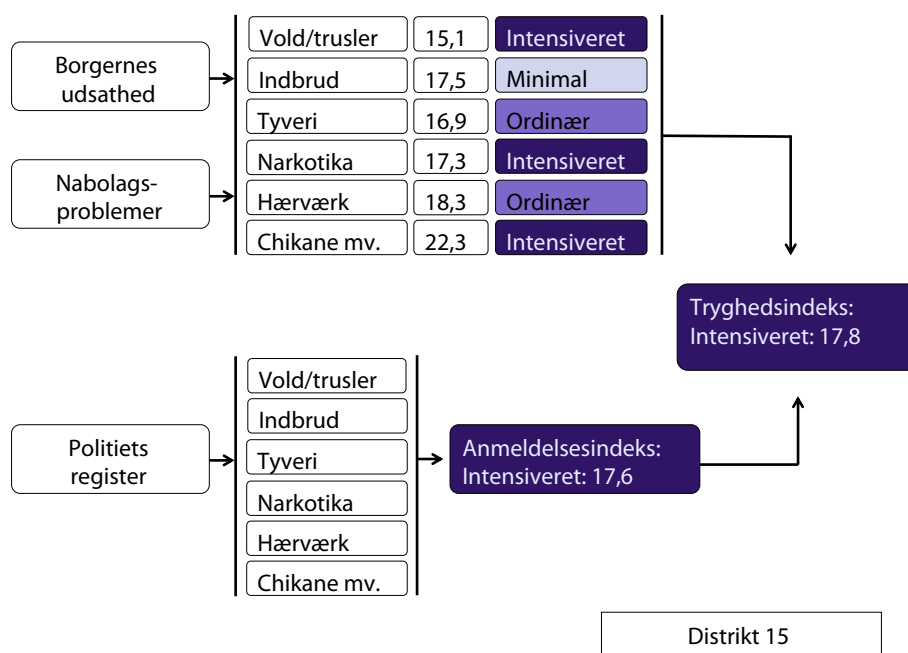 Borgernes
udsathed
Nabolags-
problemer
Vold/trusler 15,1 Intensiveret
Indbrud 17,5 Minimal
Tyveri 16,9 Ordinær
Narkotika 17,3 Intensiveret
Hærværk 18,3 Ordinær
Chikane mv. 22,3 Intensiveret
Tryghedsindeks:
Intensiveret: 17,8
Politiets
register
Vold/trusler
Indbrud
Tyveri
Narkotika
Hærværk
Chikane mv.
Anmeldelsesindeks:
Intensiveret: 17,6
Distrikt 15